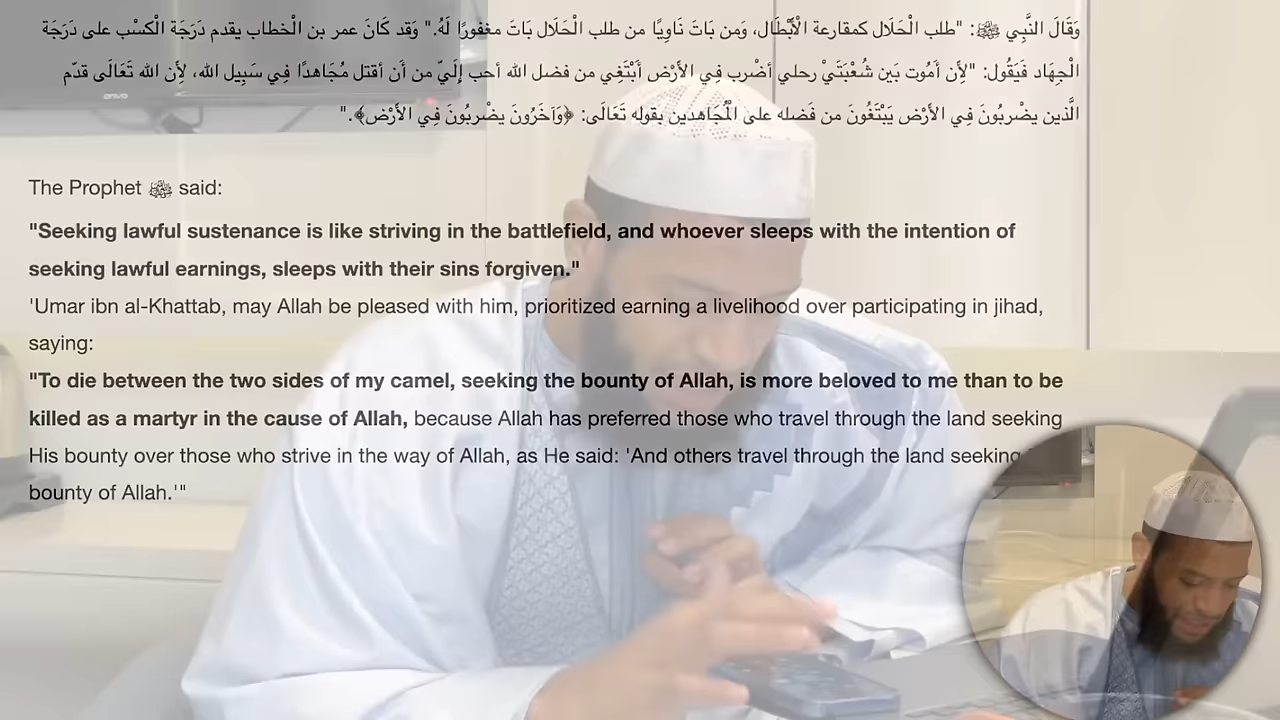 وَقَالَ النَّبِي ﷺ: "طلب الْحَلَال كمقارعة الْأَبْطَال، وَمن بَاتَ نَاوِيًا من طلب الْحَلَال بَاتَ مغفورًا لَهُ." وَقد كَانَ عمر بن الْخطاب يقدم دَرَجَة الْكسْب على دَرَجَة
الْجِهَاد فَيَقُول: "لِأَن أَمُوت بَين شُعْبَتَيْ رحلي أضْرب فِي الأَرْض أَبْتَغِي من فضل الله أحب إِلَيّ من أَن أقتل مُجَاهدًا فِي سَبِيل الله، لِأَن الله تَعَالَى قدّم
الَّذين يضْربُونَ فِي الأَرْض يَبْتَغُونَ من فَضله على الْمُجَاهدين بقوله تَعَالَى: ﴿وَآخَرُونَ يضْربُونَ فِي الأَرْض﴾."
The Prophet ﷺ said:
"Seeking lawful sustenance is like striving in the battlefield, and whoever sleeps with the intention of
seeking lawful earnings, sleeps with their sins forgiven."
'Umar ibn al-Khattab, may Allah be pleased with him, prioritized earning a livelihood over participating in jihad,
saying:
"To die between the two sides of my camel, seeking the bounty of Allah, is more beloved to me than to be
killed as a martyr in the cause of Allah, because Allah has preferred those who travel through the land seeking
His bounty over those who strive in the way of Allah, as He said: 'And others travel through the land seeking
bounty of Allah.'"